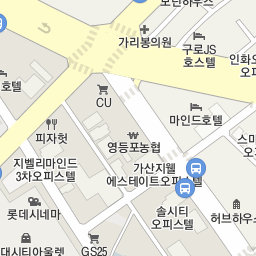 모던하우스
가리봉의원
구로JS
호스텔
인화오
오피스
호텔
CU
마인드호텔
피자헛
영등포농협
스마
오피
지벨리마인드
3차오피스텔
가산지웰
에스테이트오피스텔
롯데시네마
솔시티
오피스텔
허브하우스
대시티아울렛
GS25